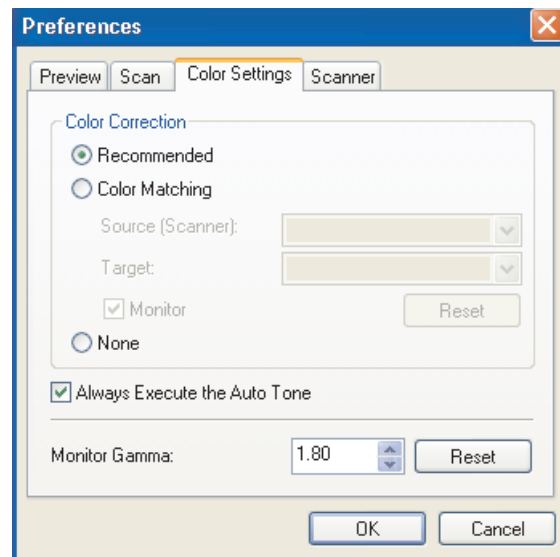 Preferences
Preview Scan Color Settings Scanner
Color Correction
Recommended
Color Matching
Source (Scanner):
Target:
Monitor Reset
None
Always Execute the Auto Tone
Monitor Gamma: 1.80 Reset
OK Cancel